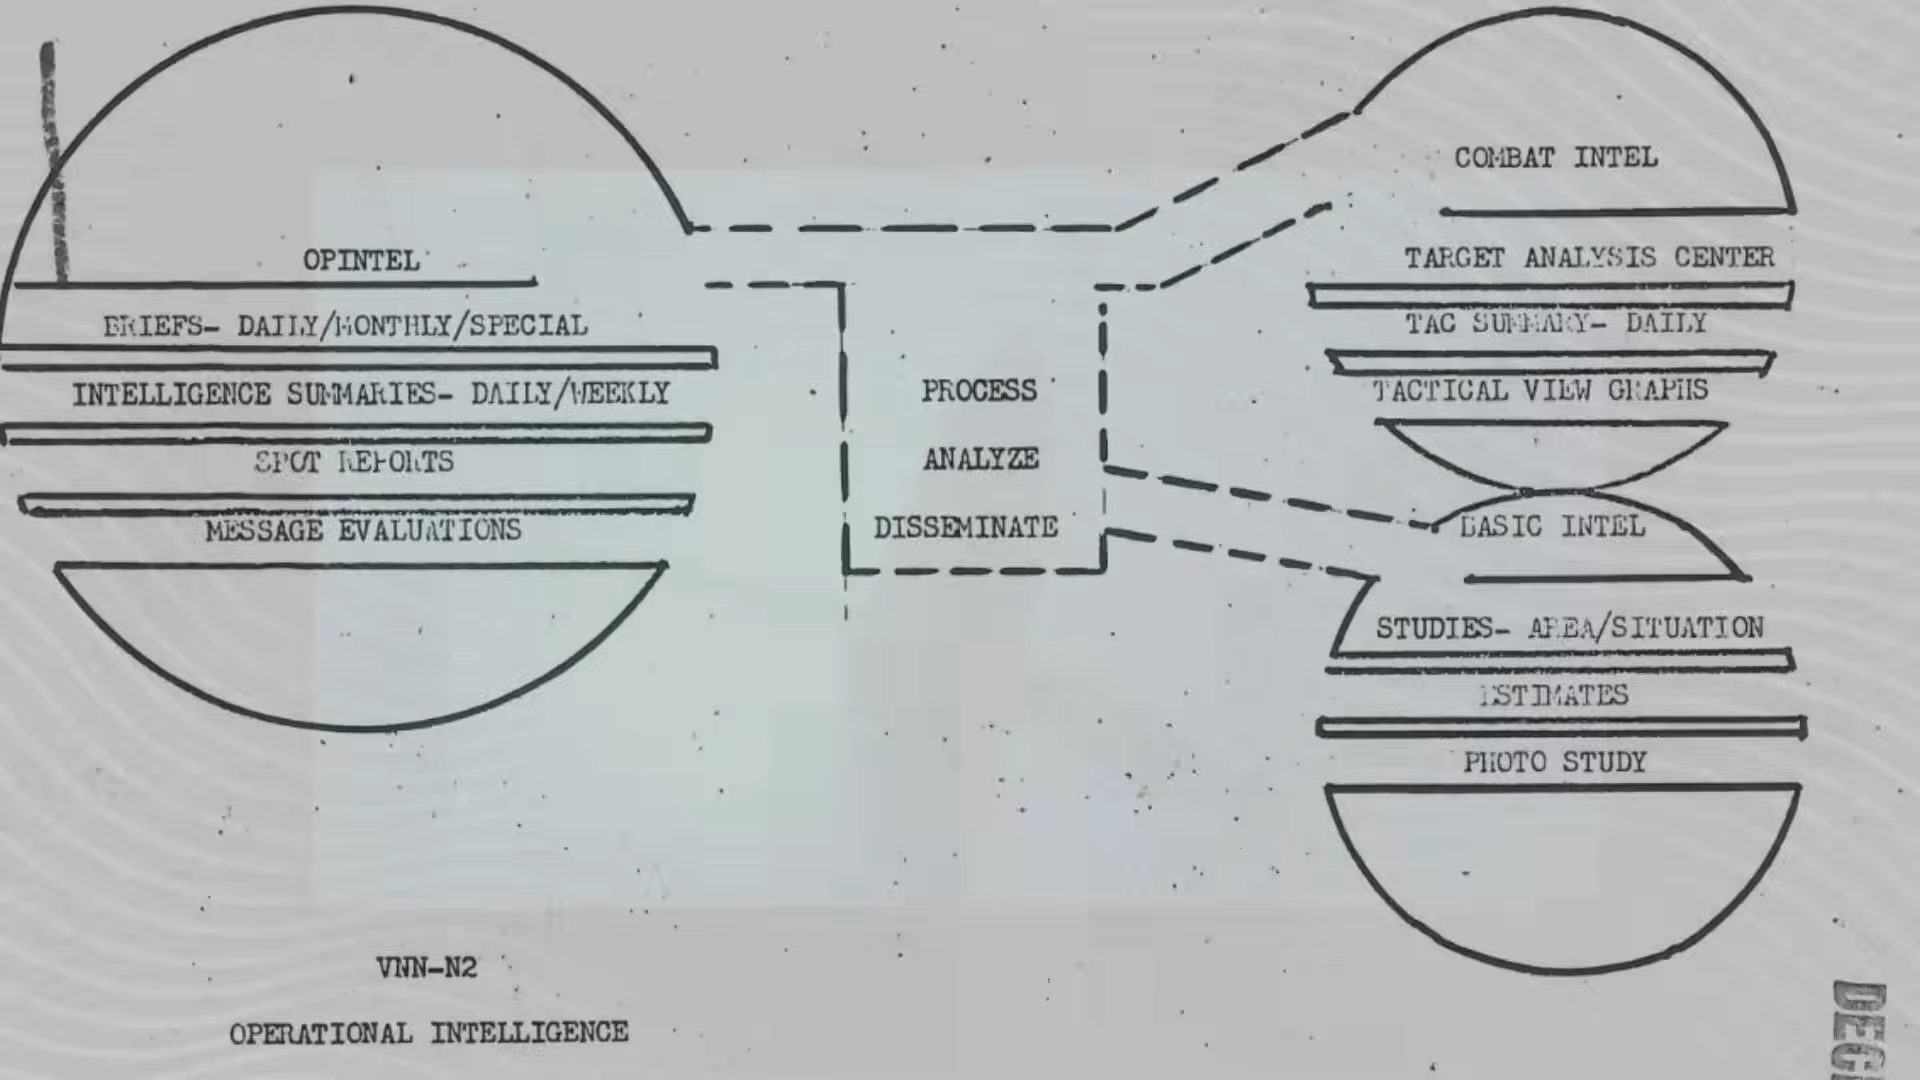 OPINTEL
BRIEFS- DAILY/MONTHLY/SPECIAL
INTELLIGENCE SUMMARIES- DAILY/WEEKLY
SPOT REPORTS
MESSAGE EVALUATIONS
PROCESS
ANALYZE
DISSEMINATE
COMBAT INTEL
TARGET ANALYSIS CENTER
TAC SUMMARY- DAILY
TACTICAL VIEW GRAPHS
BASIC INTEL
STUDIES- AREA/SITUATION
ESTIMATES
PHOTO STUDY
VNN-N2
OPERATIONAL INTELLIGENCE